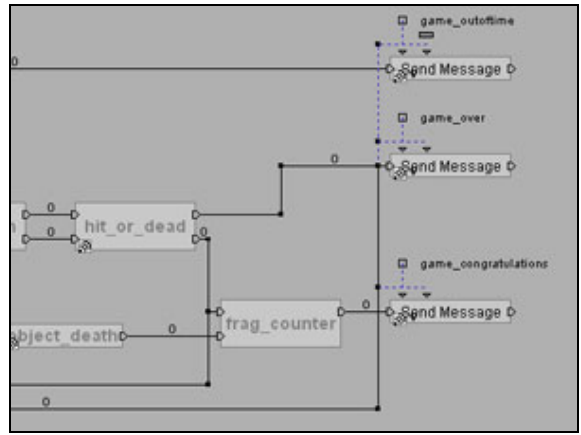 game_outoftime
0
Send Message
game_over
0
Send Message
0
hit_or_dead
0
0
game_congratulations
0
Send Message
frag_counter
0
bject_death
0